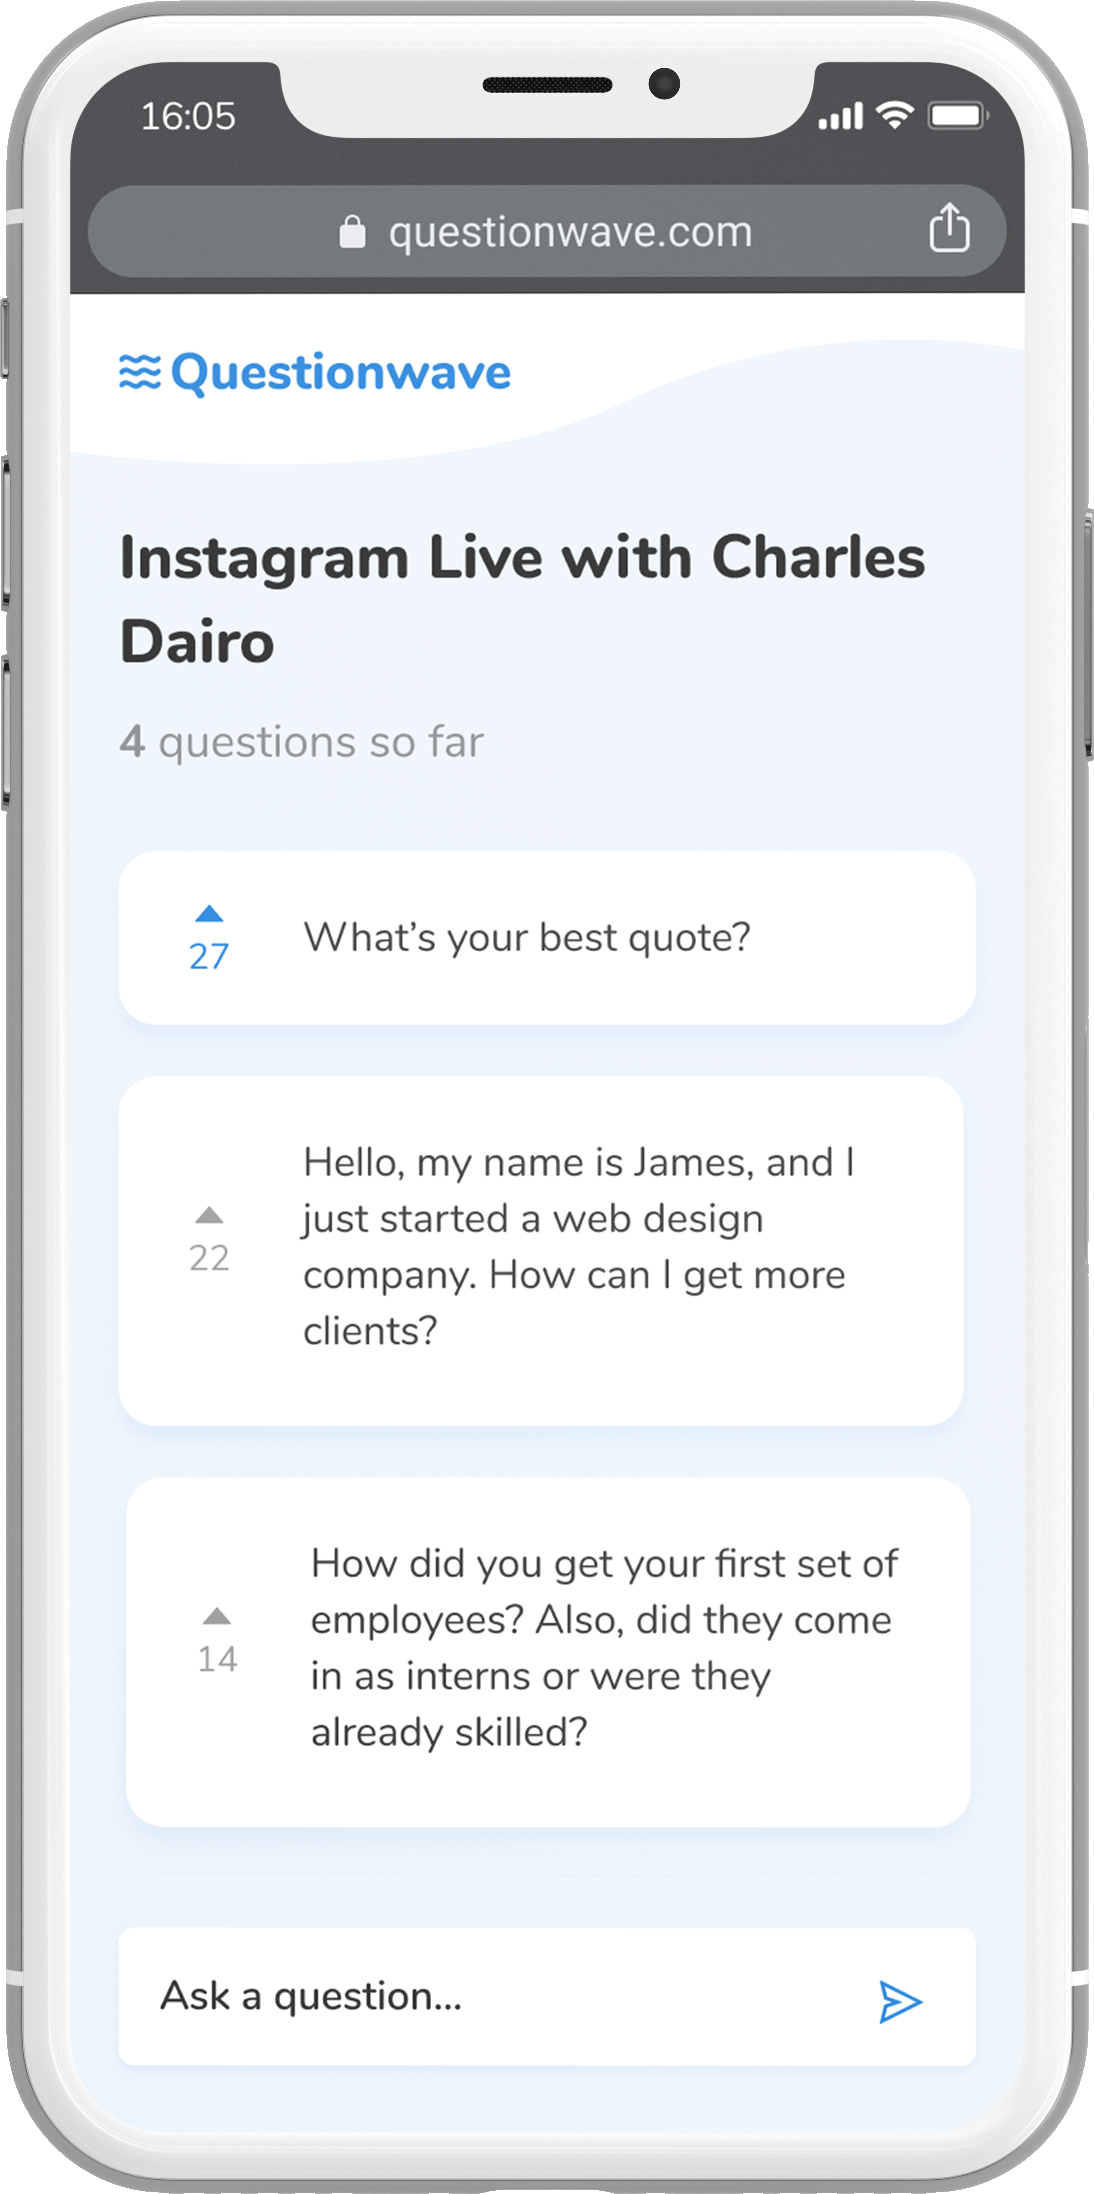 16:05
questionwave.com
Questionwave
Instagram Live with Charles
Dairo
4 questions so far
27
What’s your best quote?
Hello, my name is James, and I
just started a web design
company. How can I get more
clients?
22
How did you get your first set of
employees? Also, did they come
in as interns or were they
already skilled?
14
Ask a question...